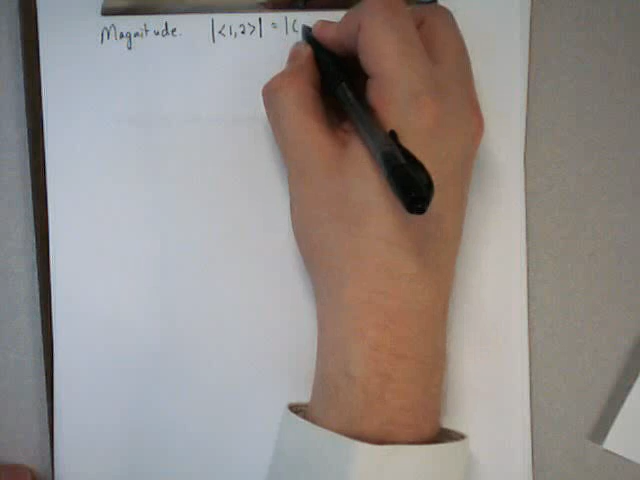 Magnitude. |<1,2>| = |(